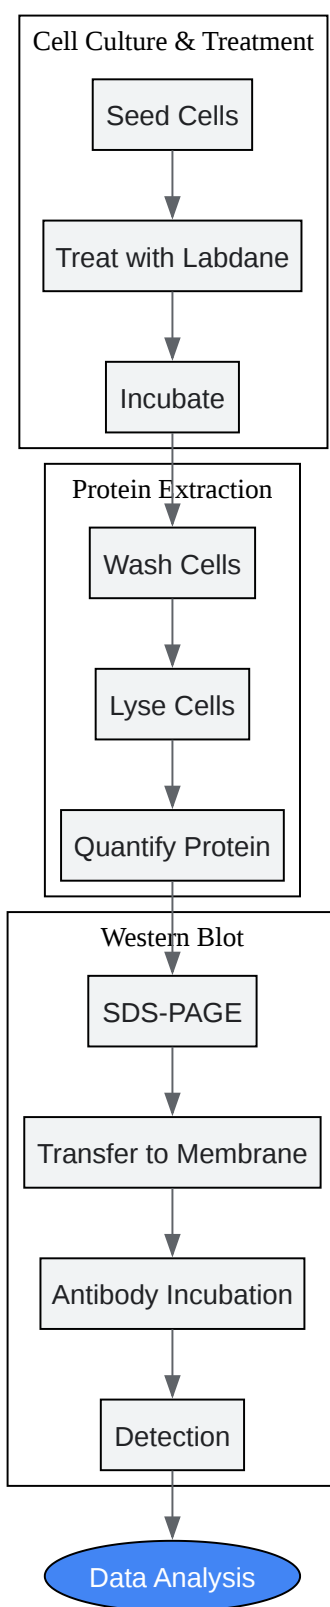 Cell Culture & Treatment
Seed Cells
Treat with Labdane
Incubate
Protein Extraction
Wash Cells
Lyse Cells
Quantify Protein
Western Blot
SDS-PAGE
Transfer to Membrane
Antibody Incubation
Detection
Data Analysis